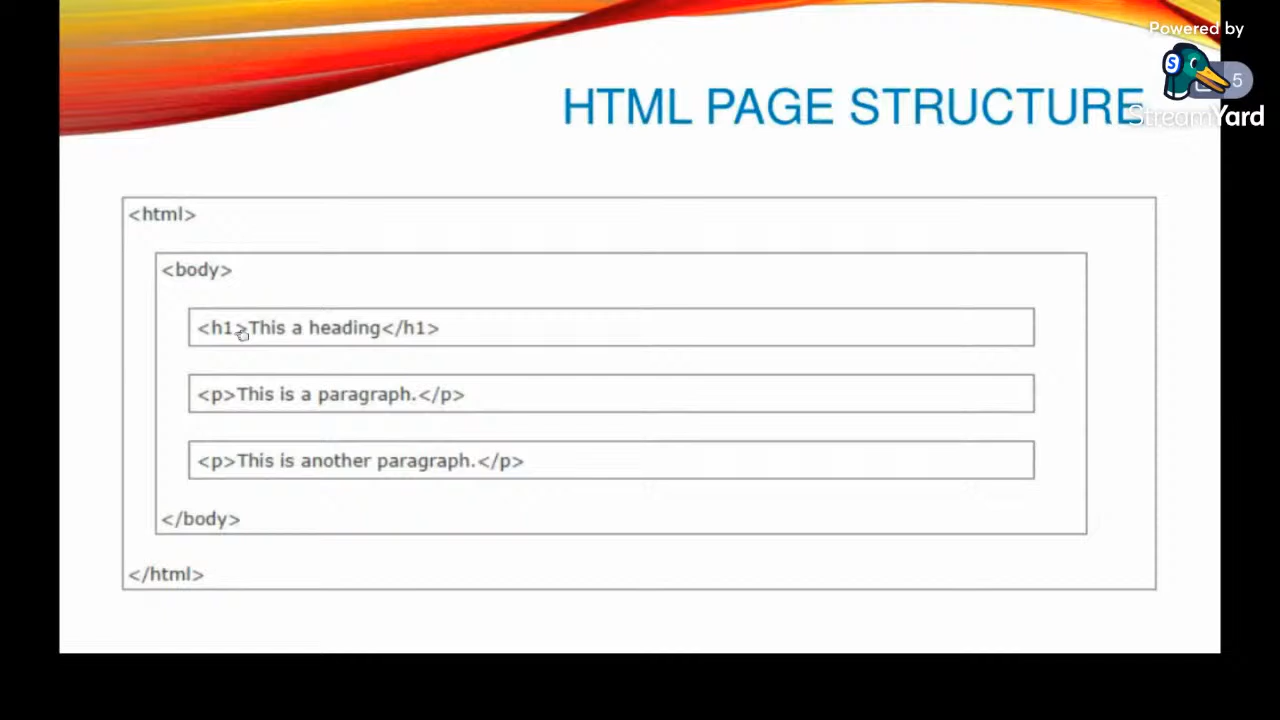 Powered by
S
5
StreamYard
HTML PAGE STRUCTURE
<html>
<body>
<h1>This a heading</h1>
<p>This is a paragraph.</p>
<p>This is another paragraph.</p>
</body>
</html>